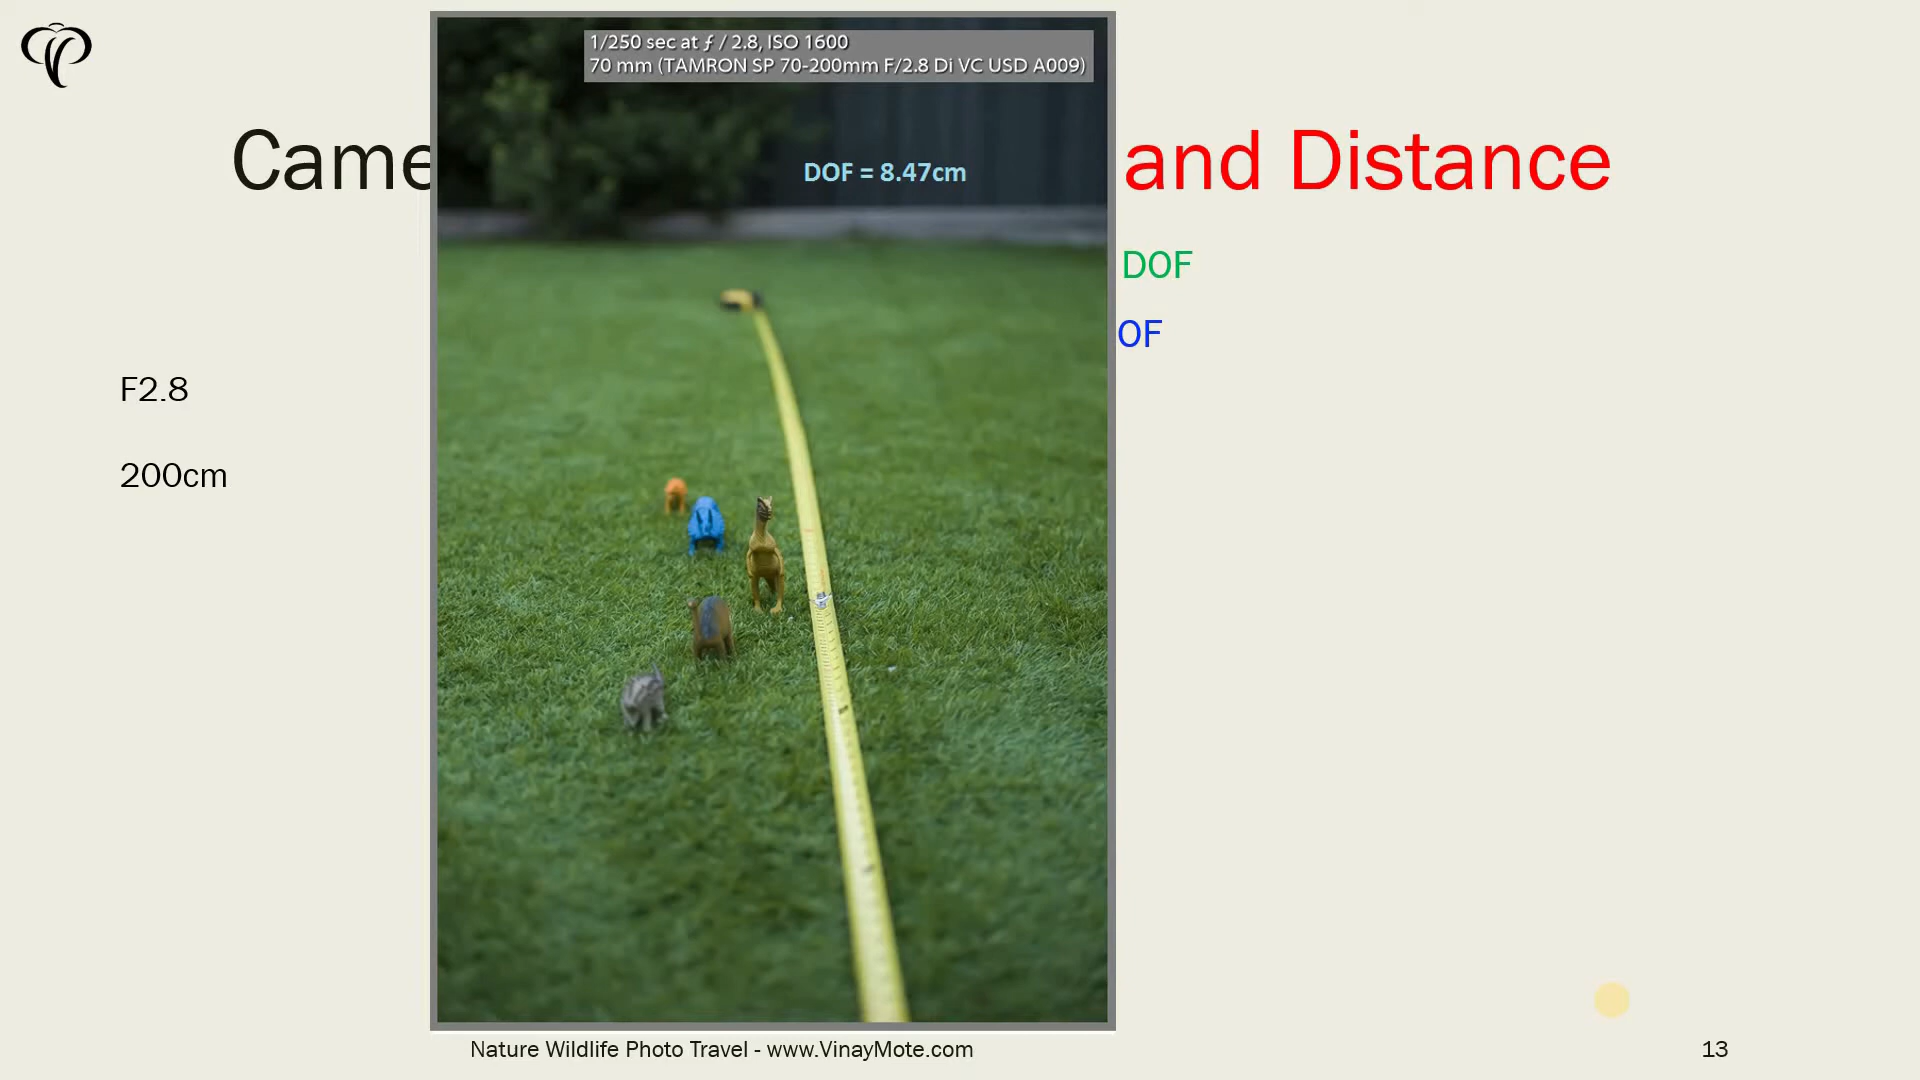 1/250 sec at ƒ / 2.8, ISO 1600
70 mm (TAMRON SP 70-200mm F/2.8 Di VC USD A009)
Came and Distance
DOF = 8.47cm
DOF
OF
F2.8
200cm
Nature Wildlife Photo Travel - www.VinayMote.com
13